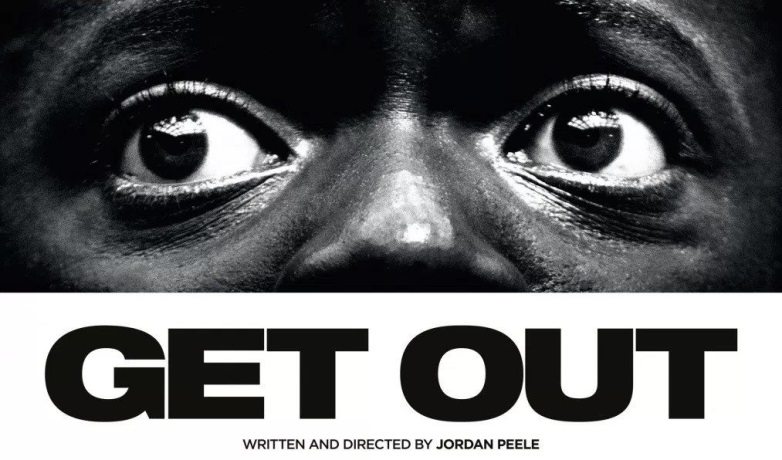 GET OUT
WRITTEN AND DIRECTED BY JORDAN PEELE